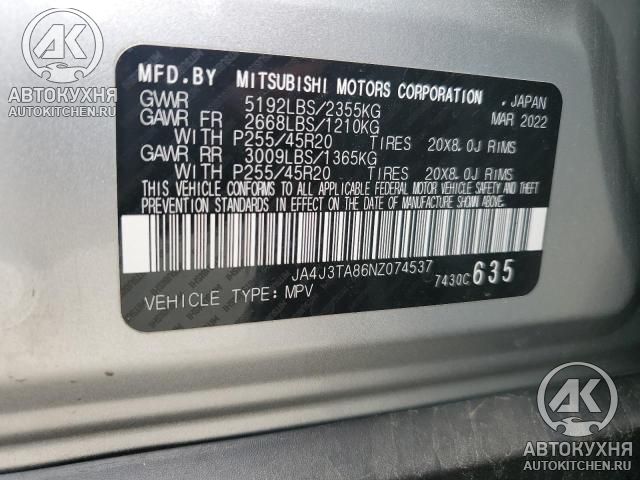 AK
АВТОКУХНЯ
AUTOKITCHEN.RU
MFD.BY MITSUBISHI MOTORS CORPORATION, JAPAN
GVWR 5192LBS/2355KG MAR 2022
GAWR FR 2668LBS/1210KG
WITH P255/45R20 TIRES 20X8.0J RIMS
GAWR RR 3009LBS/1365KG
WITH P255/45R20 TIRES 20X8.0J RIMS
THIS VEHICLE CONFORMS TO ALL APPLICABLE FEDERAL MOTOR VEHICLE SAFETY AND THEFT
PREVENTION STANDARDS IN EFFECT ON THE DATE OF MANUFACTURE SHOWN ABOVE.
JA4J3TA86NZ074537
7430C 635
VEHICLE TYPE: MPV
AK
АВТОКУХНЯ
AUTOKITCHEN.RU